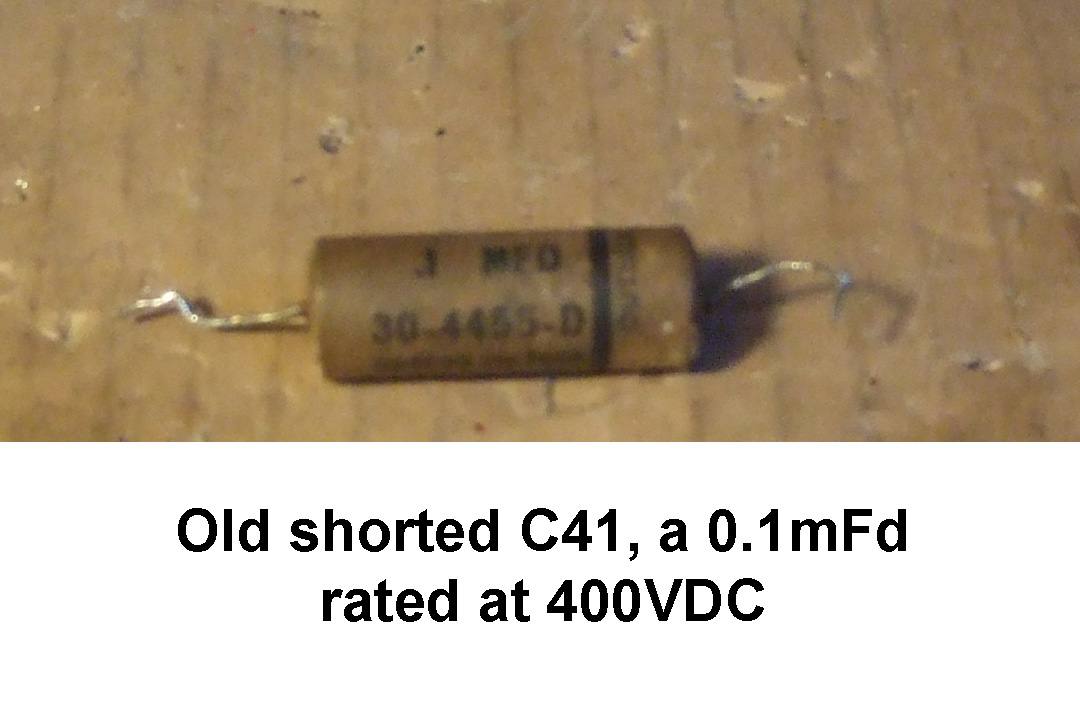 .1 MFD
30-4455-D
Old shorted C41, a 0.1mFd
rated at 400VDC